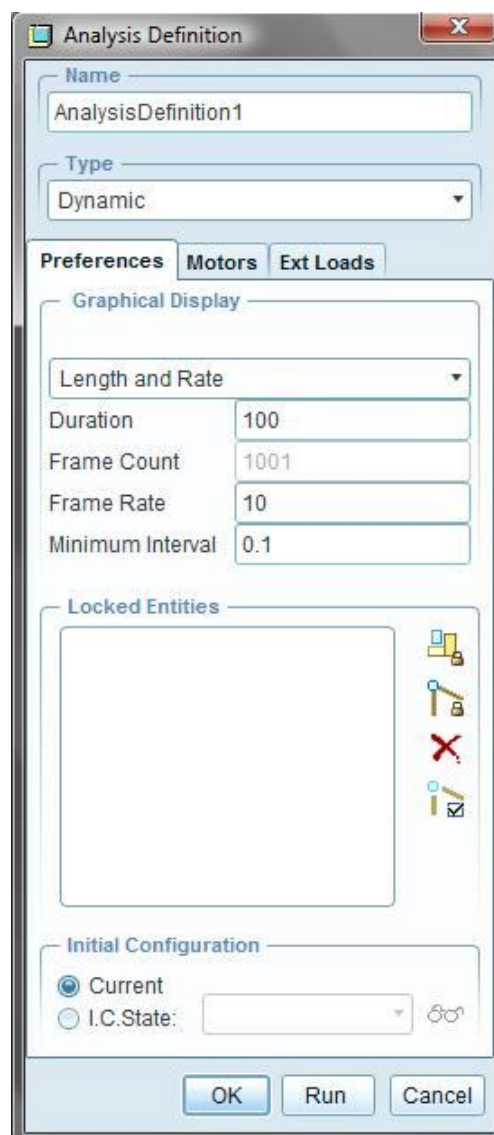 Analysis Definition
Name
AnalysisDefinition1
Type
Dynamic
Preferences Motors Ext Loads
Graphical Display
Length and Rate
Duration 100
Frame Count 1001
Frame Rate 10
Minimum Interval 0.1
Locked Entities
Initial Configuration
Current
I.C.State:
OK Run Cancel